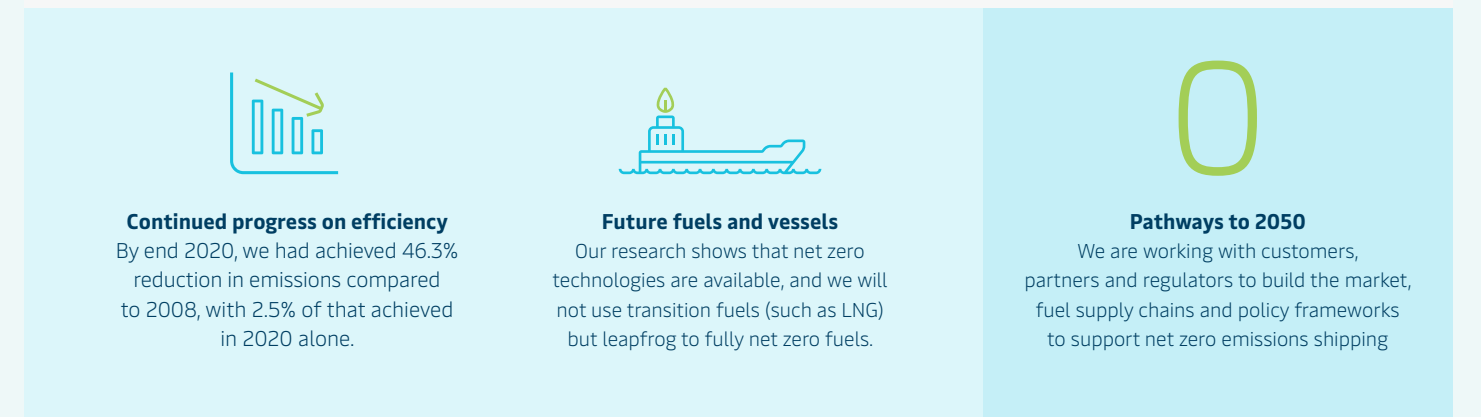 Continued progress on efficiency
By end 2020, we had achieved 46.3%
reduction in emissions compared
to 2008, with 2.5% of that achieved
in 2020 alone.
Future fuels and vessels
Our research shows that net zero
technologies are available, and we will
not use transition fuels (such as LNG)
but leapfrog to fully net zero fuels.
0
Pathways to 2050
We are working with customers,
partners and regulators to build the market,
fuel supply chains and policy frameworks
to support net zero emissions shipping